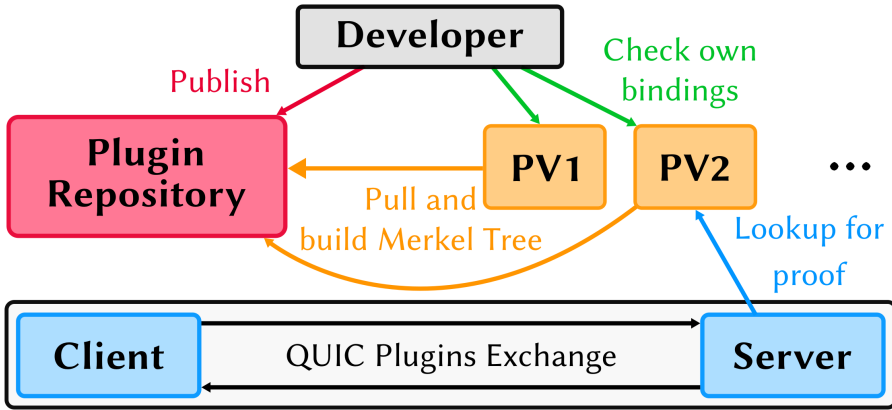 Developer
Publish
Check own
bindings
Plugin
Repository
PV1
PV2
...
Pull and
build Merkel Tree
Lookup for
proof
Client
QUIC Plugins Exchange
Server